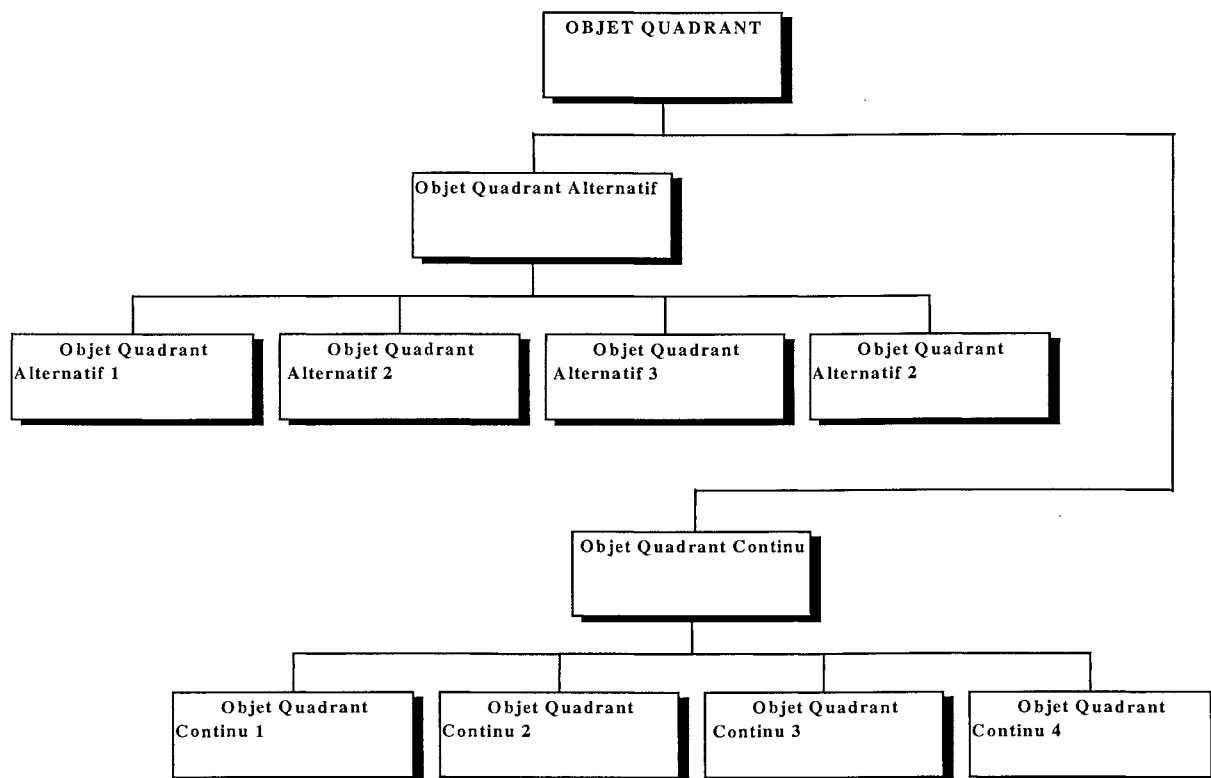 OBJET QUADRANT
Objet Quadrant Alternatif
Objet Quadrant
Alternatif 1
Objet Quadrant
Alternatif 2
Objet Quadrant
Alternatif 3
Objet Quadrant
Alternatif 2
Objet Quadrant Continu
Objet Quadrant
Continu 1
Objet Quadrant
Continu 2
Objet Quadrant
Continu 3
Objet Quadrant
Continu 4